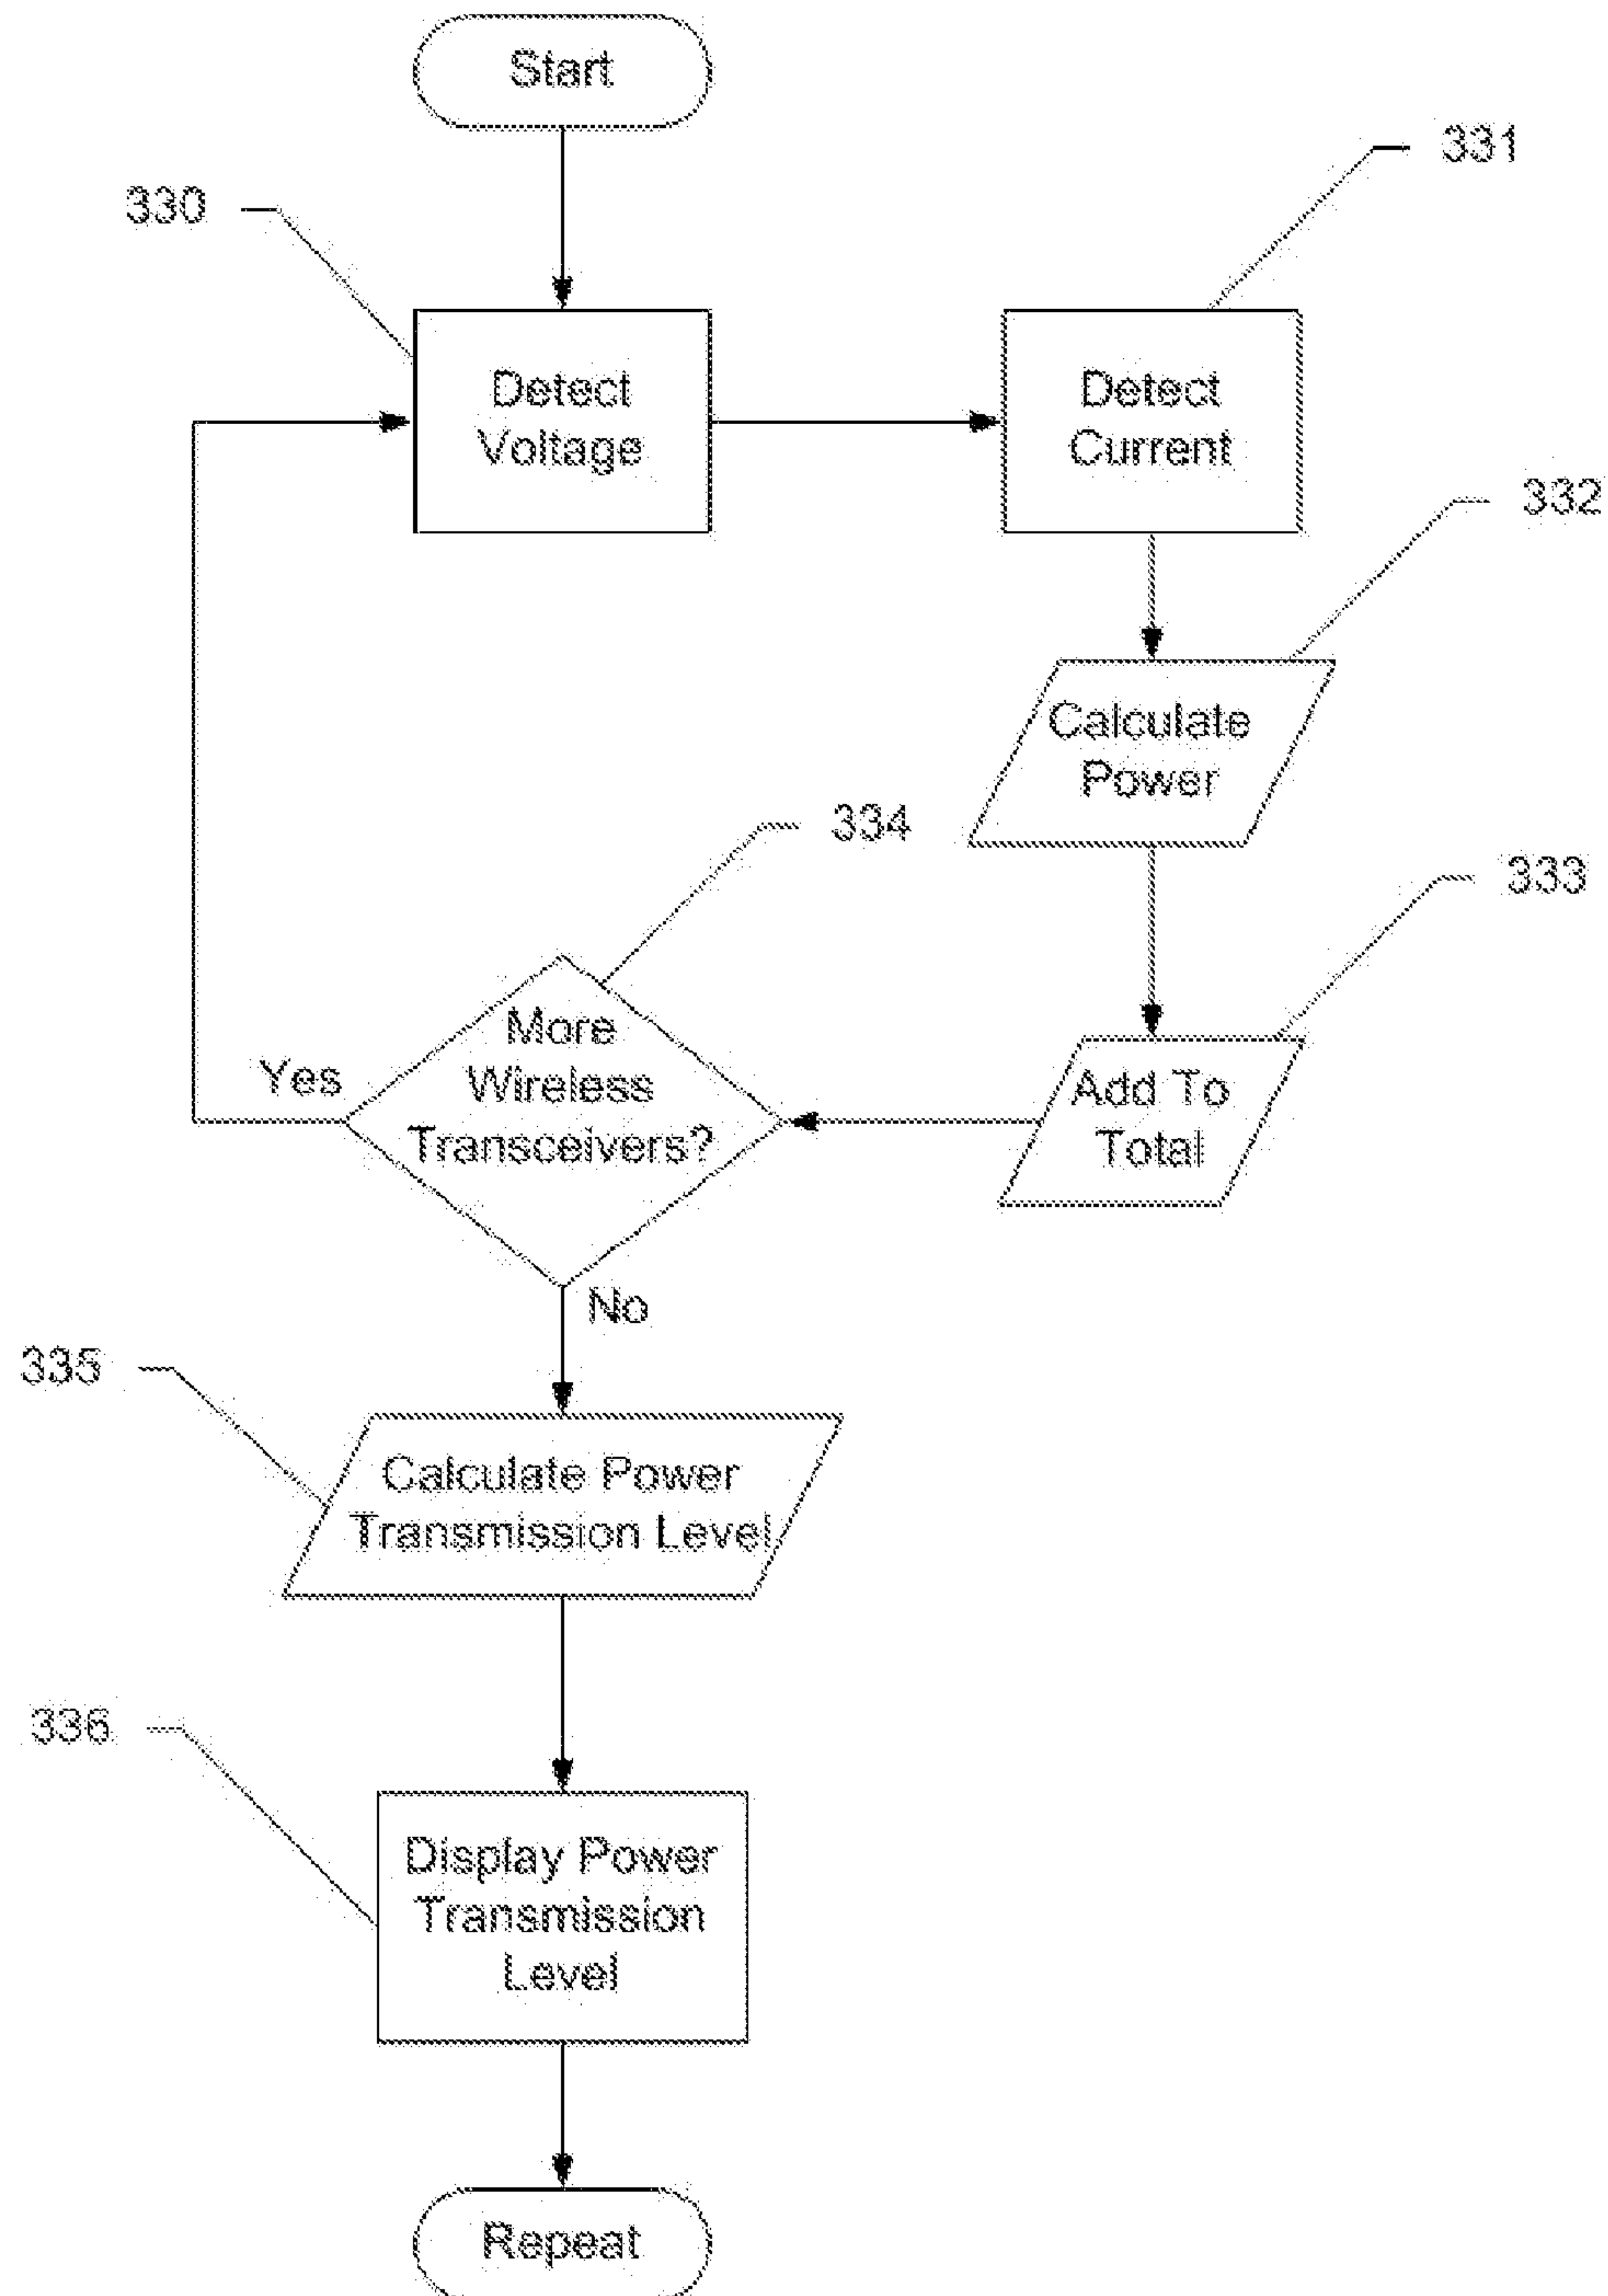 Start
331
330
Detect
Voltage
Detect
Current
332
Calculate
Power
334
333
More
Wireless
Transceivers?
Yes
Add To
Total
No
335
Calculate Power
Transmission Level
336
Display Power
Transmission
Level
Repeat